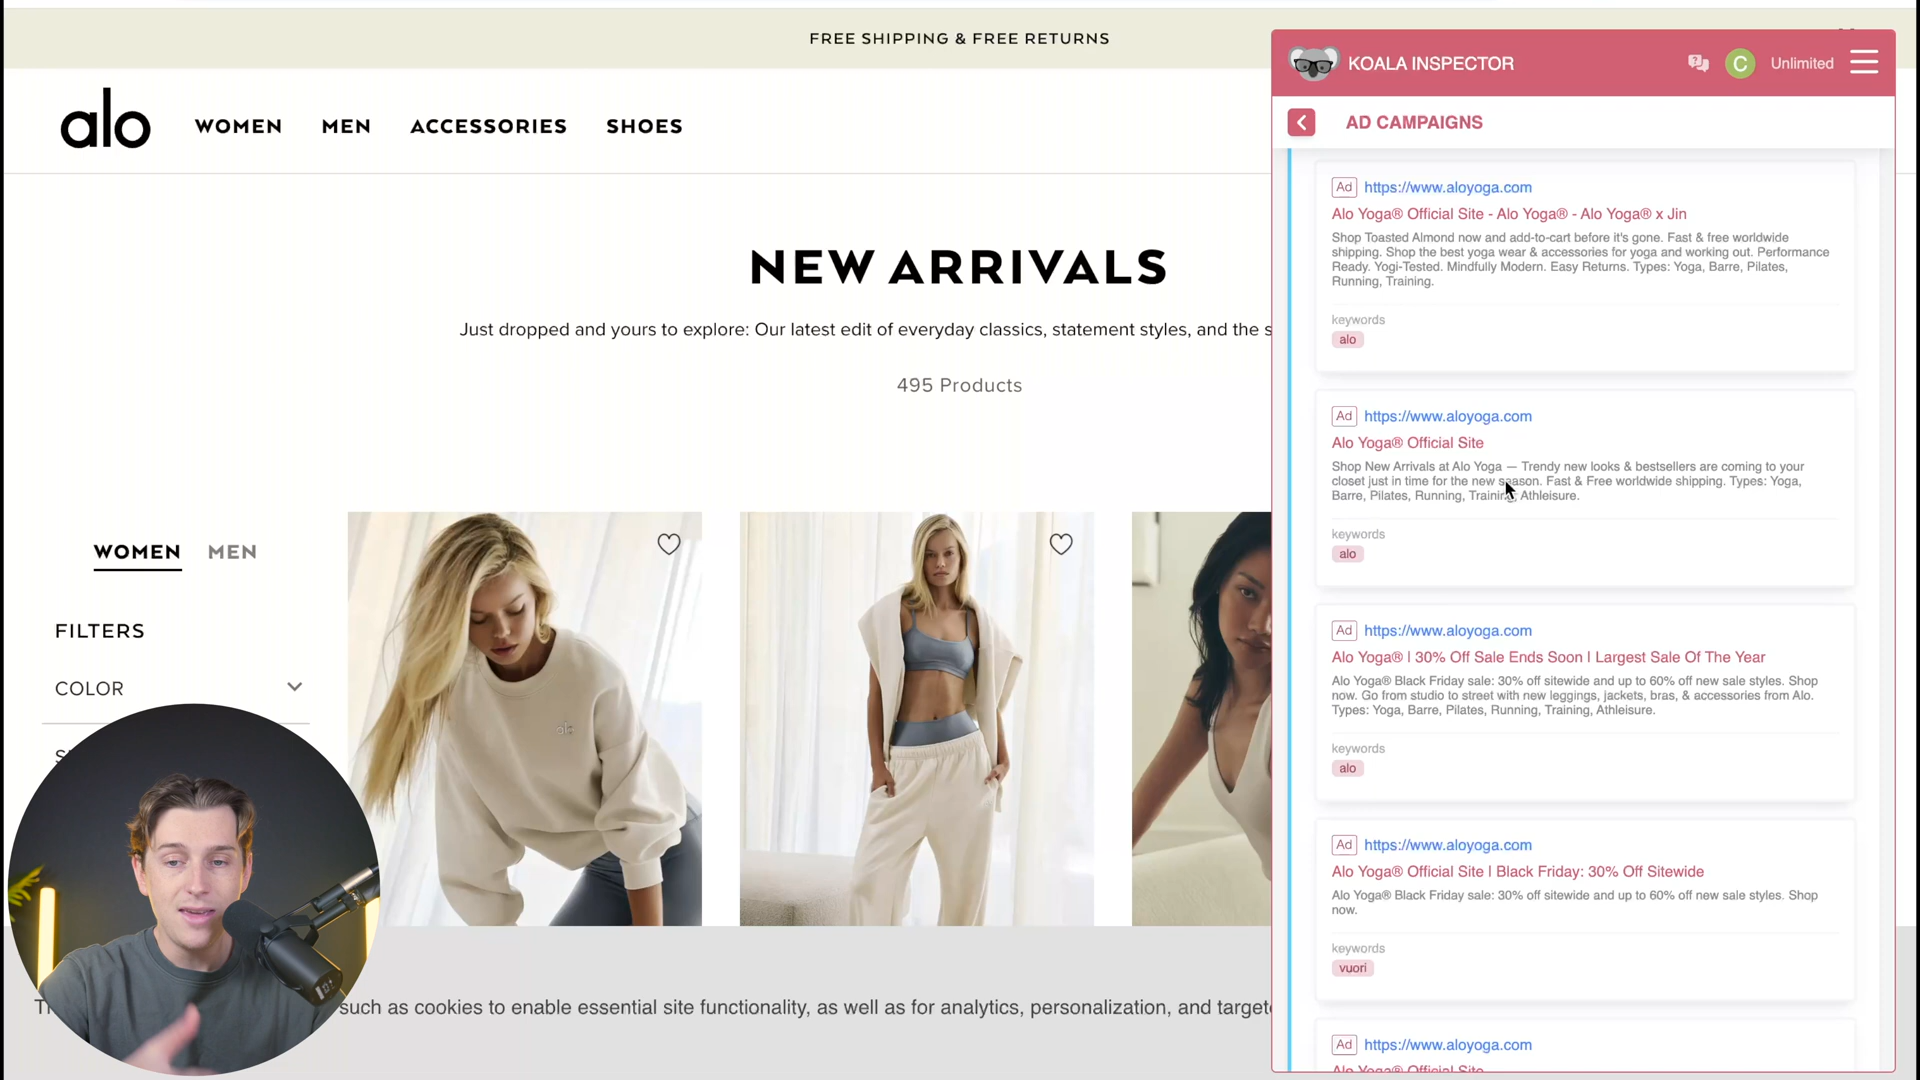 FREE SHIPPING & FREE RETURNS
alo
WOMEN
MEN
ACCESSORIES
SHOES
NEW ARRIVALS
Just dropped and yours to explore: Our latest edit of everyday classics, statement styles, and the s
495 Products
WOMEN
MEN
FILTERS
COLOR
alo
such as cookies to enable essential site functionality, as well as for analytics, personalization, and targete
KOALA INSPECTOR
C
Unlimited
AD CAMPAIGNS
Ad https://www.aloyoga.com
Alo Yoga® Official Site - Alo Yoga® - Alo Yoga® x Jin
Shop Toasted Almond now and add-to-cart before it's gone. Fast & free worldwide
shipping. Shop the best yoga wear & accessories for yoga and working out. Performance
Ready. Yogi-Tested. Mindfully Modern. Easy Returns. Types: Yoga, Barre, Pilates,
Running, Training.
keywords
alo
Ad https://www.aloyoga.com
Alo Yoga® Official Site
Shop New Arrivals at Alo Yoga — Trendy new looks & bestsellers are coming to your
closet just in time for the new season. Fast & Free worldwide shipping. Types: Yoga,
Barre, Pilates, Running, Training, Athleisure.
keywords
alo
Ad https://www.aloyoga.com
Alo Yoga® | 30% Off Sale Ends Soon | Largest Sale Of The Year
Alo Yoga® Black Friday sale: 30% off sitewide and up to 60% off new sale styles. Shop
now. Go from studio to street with new leggings, jackets, bras, & accessories from Alo.
Types: Yoga, Barre, Pilates, Running, Training, Athleisure.
keywords
alo
Ad https://www.aloyoga.com
Alo Yoga® Official Site | Black Friday: 30% Off Sitewide
Alo Yoga® Black Friday sale: 30% off sitewide and up to 60% off new sale styles. Shop
now.
keywords
vuori
Ad https://www.aloyoga.com
Alo Yoga® Official Site